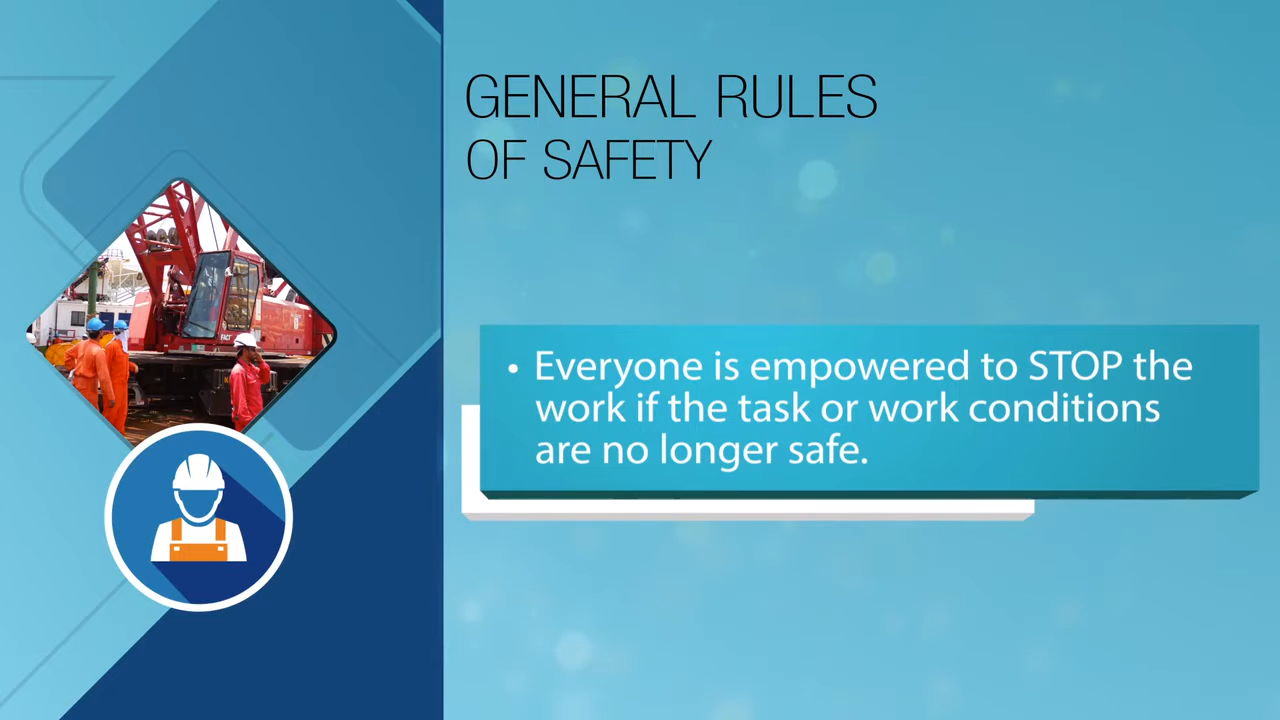 GENERAL RULES
OF SAFETY
• Everyone is empowered to STOP the
work if the task or work conditions
are no longer safe.